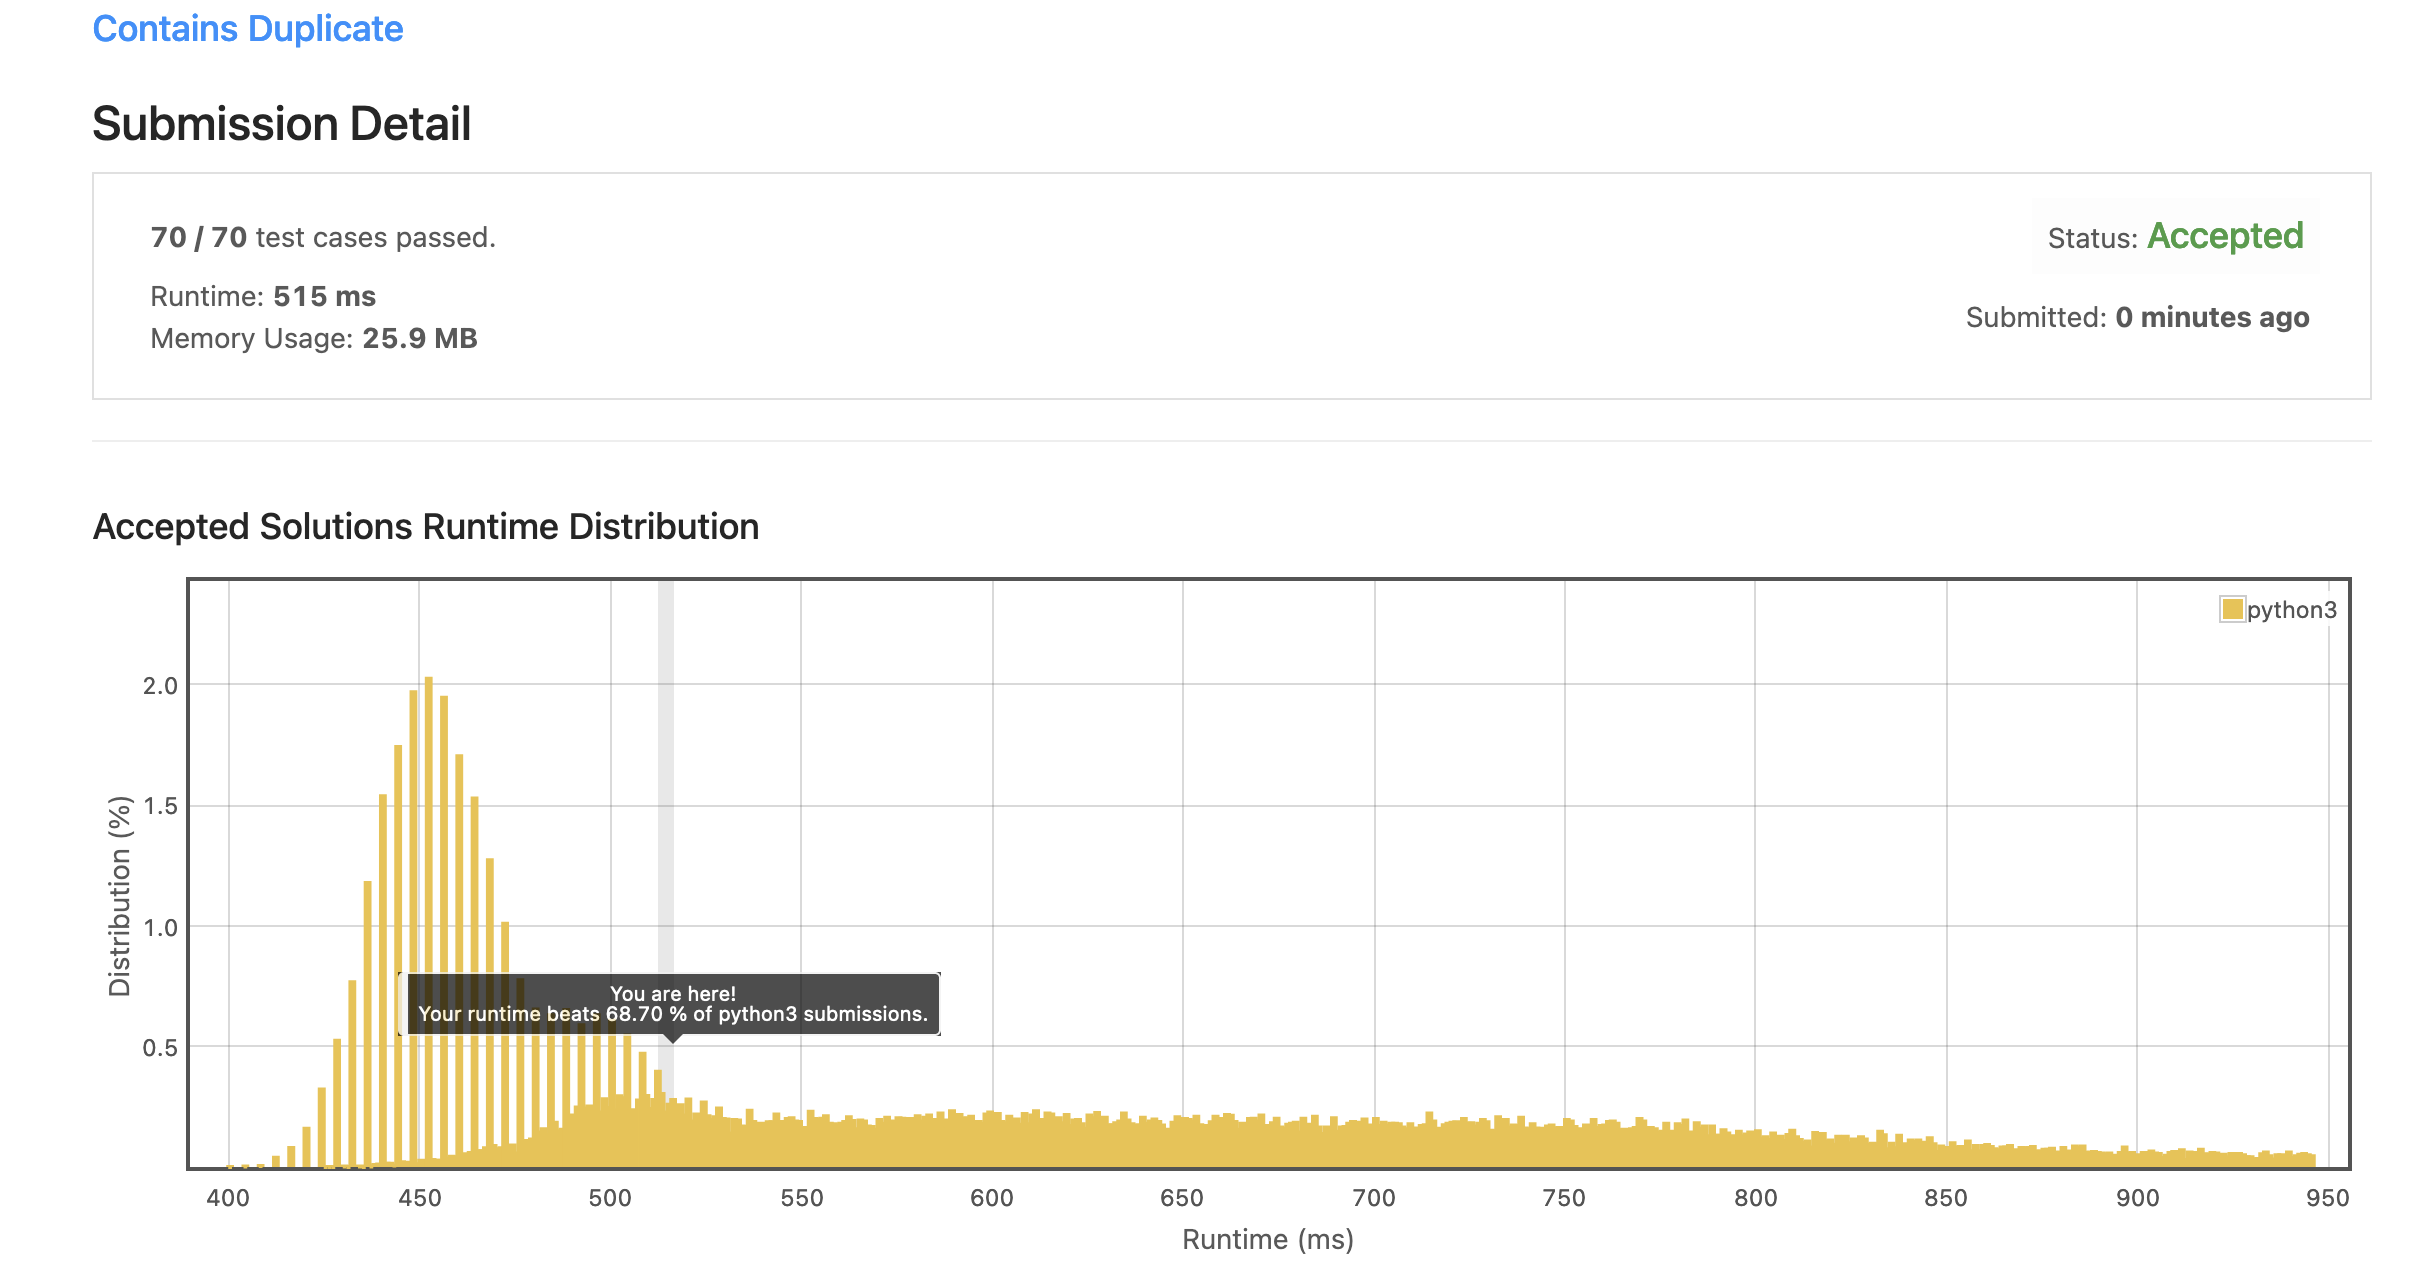 Contains Duplicate
Submission Detail
70 / 70 test cases passed.
Status: Accepted
Runtime: 515 ms
Submitted: 0 minutes ago
Memory Usage: 25.9 MB
Accepted Solutions Runtime Distribution
python3
2.0
1.5
1.0
0.5
Distribution (%)
You are here!
Your runtime beats 68.70 % of python3 submissions.
400 450 500 550 600 650 700 750 800 850 900 950
Runtime (ms)